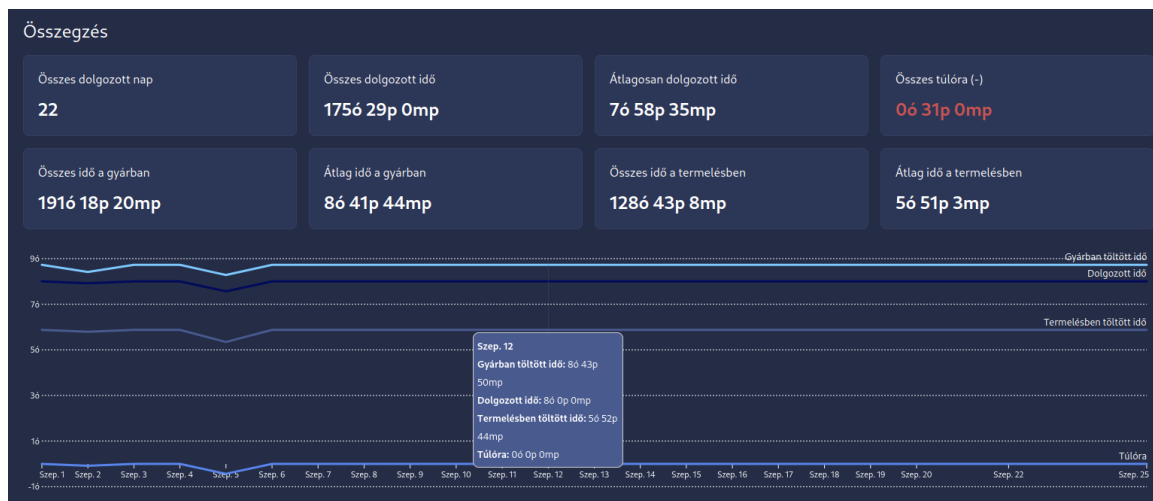 Összegzés
Összes dolgozott nap
22
Összes dolgozott idő
175ó 29p 0mp
Átlagosan dolgozott idő
7ó 58p 35mp
Összes túlóra (-)
0ó 31p 0mp
Összes idő a gyárban
191ó 18p 20mp
Átlag idő a gyárban
8ó 41p 44mp
Összes idő a termelésben
128ó 43p 8mp
Átlag idő a termelésben
5ó 51p 3mp
9ó
7ó
5ó
3ó
1ó
-1ó
Gyárban töltött idő
Dolgozott idő
Termelésben töltött idő
Túlóra
Szep. 12
Gyárban töltött idő: 8ó 43p
50mp
Dolgozott idő: 8ó 0p 0mp
Termelésben töltött idő: 5ó 52p
44mp
Túlóra: 0ó 0p 0mp
Szep. 1 Szep. 2 Szep. 3 Szep. 4 Szep. 5 Szep. 6 Szep. 7 Szep. 8 Szep. 9 Szep. 10 Szep. 11 Szep. 12 Szep. 13 Szep. 14 Szep. 15 Szep. 16 Szep. 17 Szep. 18 Szep. 19 Szep. 20 Szep. 22 Szep. 25